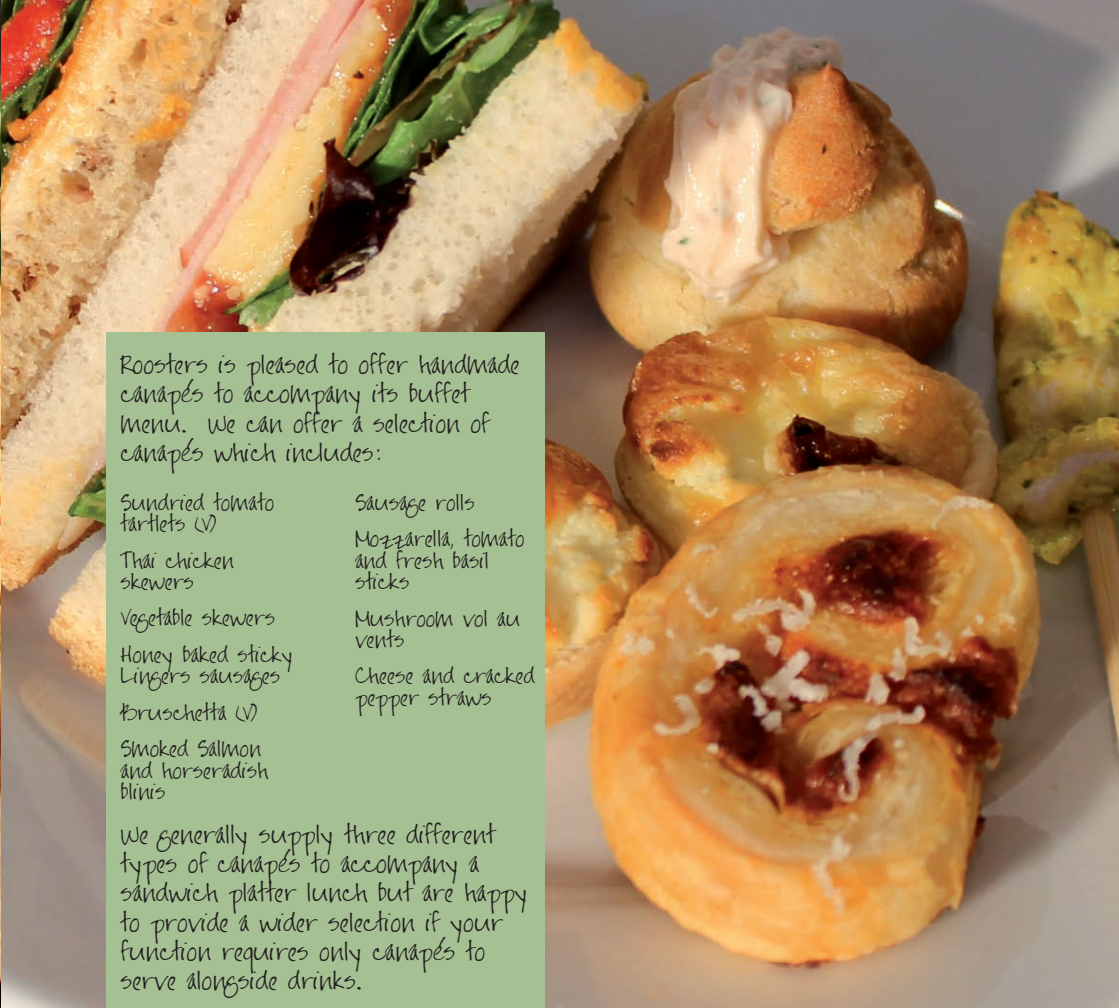 Roosters is pleased to offer handmade
canapés to accompany its buffet
menu.  We can offer a selection of
canapés which includes:
Sundried tomato
tartlets (V)
Thai chicken
skewers
Vegetable skewers
Honey baked sticky
Lingers sausages
Bruschetta (V)
Smoked Salmon
and horseradish
blinis
Sausage rolls
Mozzarella, tomato
and fresh basil
sticks
Mushroom vol au
vents
Cheese and cracked
pepper straws
We generally supply three different
types of canapés to accompany a
sandwich platter lunch but are happy
to provide a wider selection if your
function requires only canapés to
serve alongside drinks.